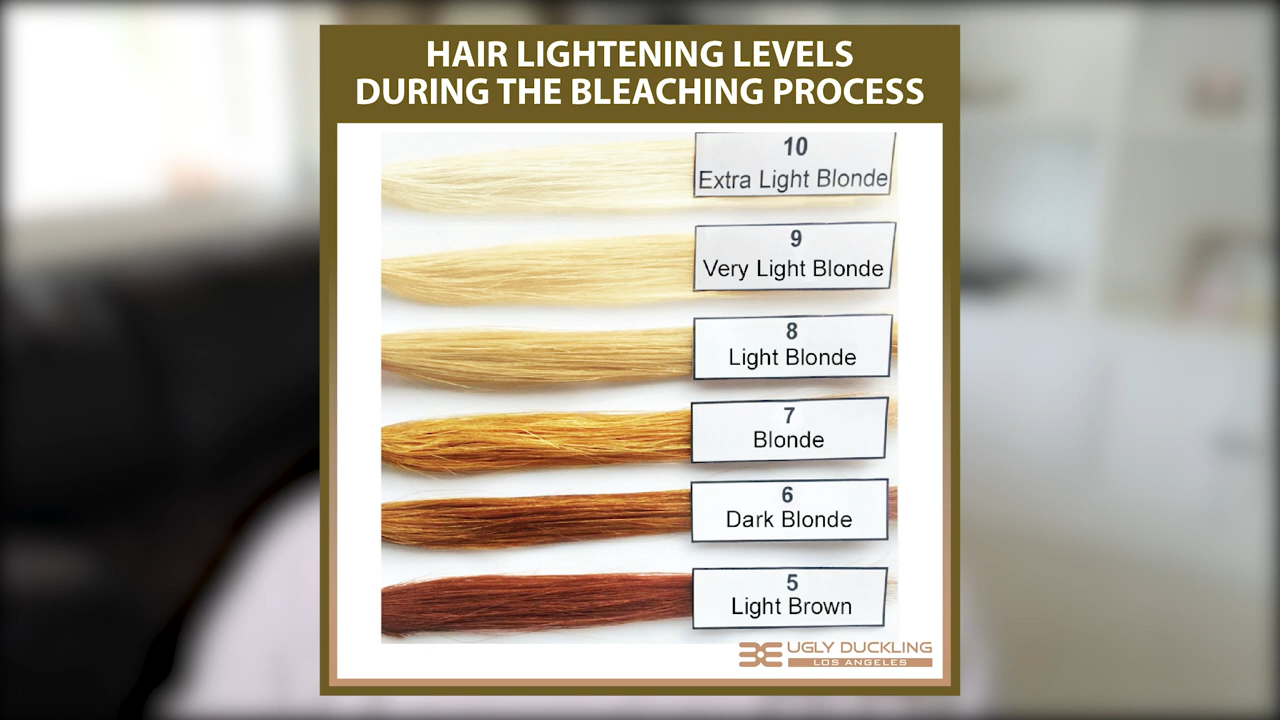 HAIR LIGHTENING LEVELS
DURING THE BLEACHING PROCESS
10
Extra Light Blonde
9
Very Light Blonde
8
Light Blonde
7
Blonde
6
Dark Blonde
5
Light Brown
UGLY DUCKLING
LOS ANGELES